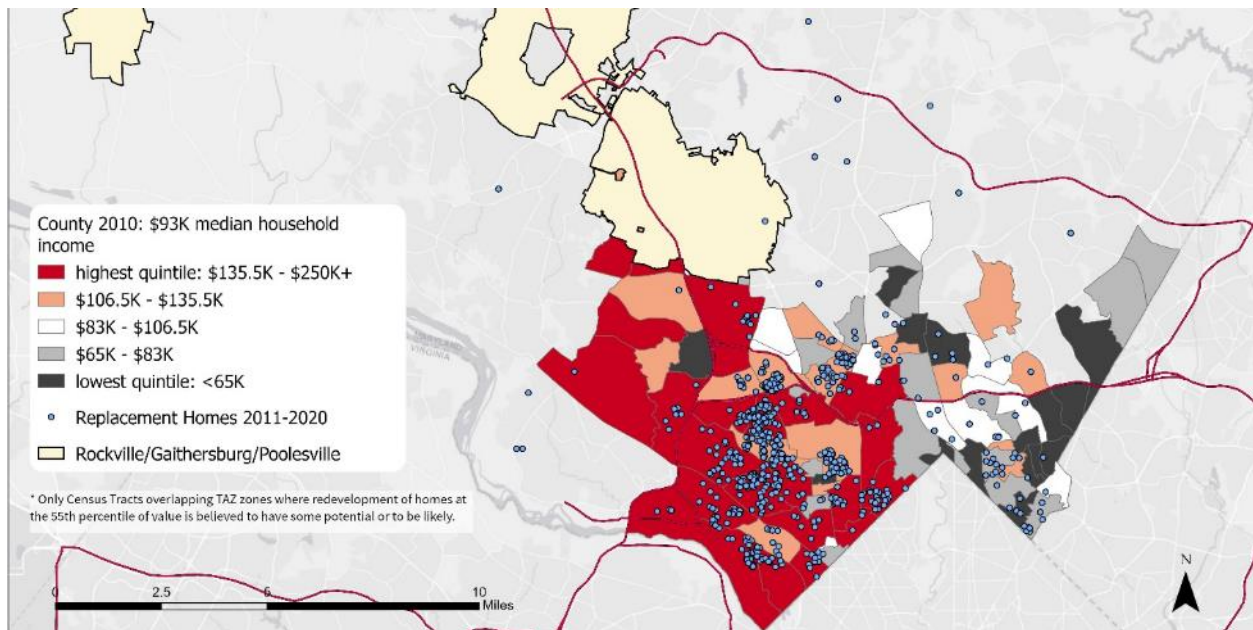 County 2010: $93K median household
income
highest quintile: $135.5K - $250K+
$106.5K - $135.5K
$83K - $106.5K
$65K - $83K
lowest quintile: <65K
Replacement Homes 2011-2020
Rockville/Gaithersburg/Poolesville
* Only Census Tracts overlapping TAZ zones where redevelopment of homes at
the 55th percentile of value is believed to have some potential or to be likely.
MARYLAND
VIRGINIA
N
0 2.5 5 10
Miles